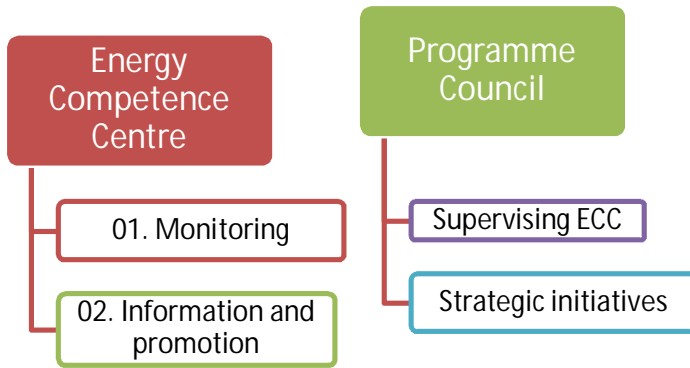 Energy
Competence
Centre
01. Monitoring
02. Information and
promotion
Programme
Council
Supervising ECC
Strategic initiatives